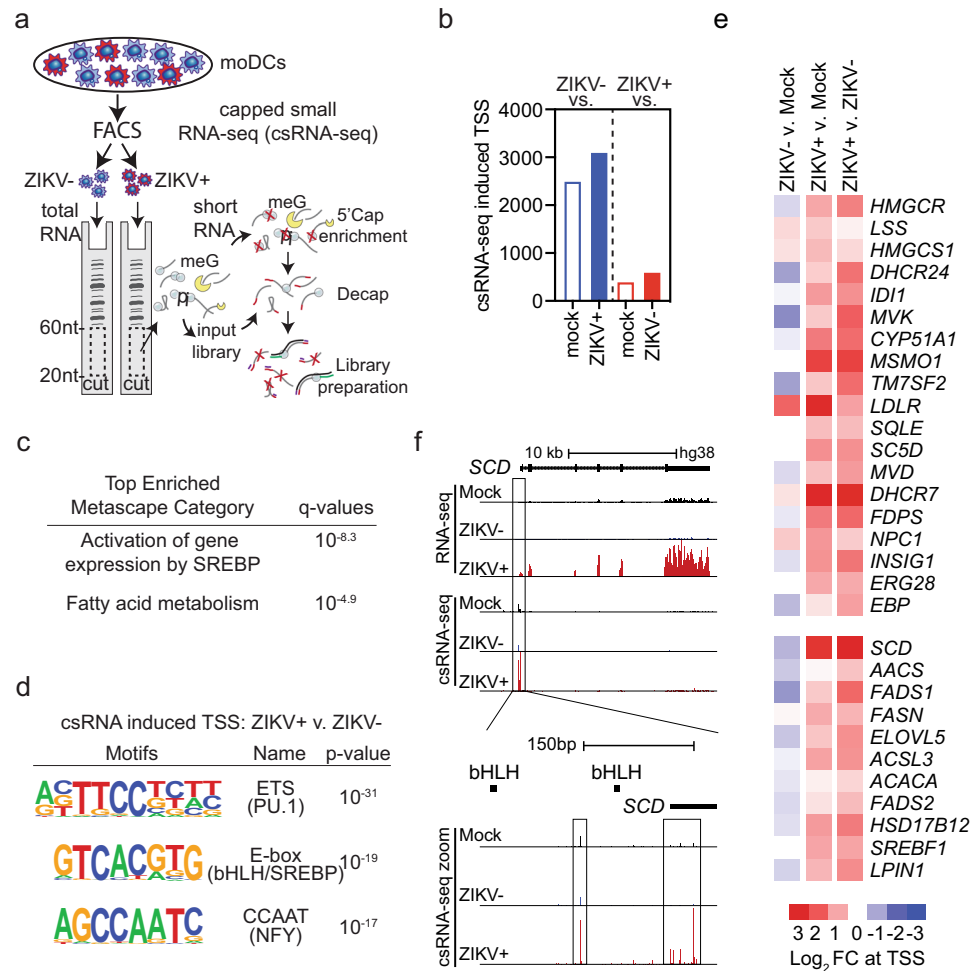 a
moDCs
capped small
RNA-seq (csRNA-seq)
FACS
ZIKV-
ZIKV+
total
RNA
short
RNA
meG
5'Cap
enrichment
meG
Decap
input
library
Library
preparation
60nt
20nt
cut
cut
b
ZIKV-
vs.
ZIKV+
vs.
csRNA-seq induced TSS
4000
3000
2000
1000
0
mock
ZIKV+
mock
ZIKV-
c
Top Enriched
Metascape Category
q-values
Activation of gene
expression by SREBP
10-8.3
Fatty acid metabolism
10-4.9
d
csRNA induced TSS: ZIKV+ v. ZIKV-
Motifs
Name
p-value
ETS
(PU.1)
10-31
GTCACGTG
E-box
(bHLH/SREBP)
10-19
AGCCAATC
CCAAT
(NFY)
10-17
e
ZIKV- v. Mock
ZIKV+ v. Mock
ZIKV+ v. ZIKV-
HMGCR
LSS
HMGCS1
DHCR24
IDI1
MVK
CYP51A1
MSMO1
TM7SF2
LDLR
SQLE
SC5D
MVD
DHCR7
FDPS
NPC1
INSIG1
ERG28
EBP
SCD
AACS
FADS1
FASN
ELOVL5
ACSL3
ACACA
FADS2
HSD17B12
SREBF1
LPIN1
3 2 1 0 -1 -2 -3
Log2 FC at TSS
f
10 kb
hg38
SCD
RNA-seq
Mock
ZIKV-
ZIKV+
csRNA-seq
Mock
ZIKV-
ZIKV+
150bp
bHLH
bHLH
SCD
csRNA-seq zoom
Mock
ZIKV-
ZIKV+